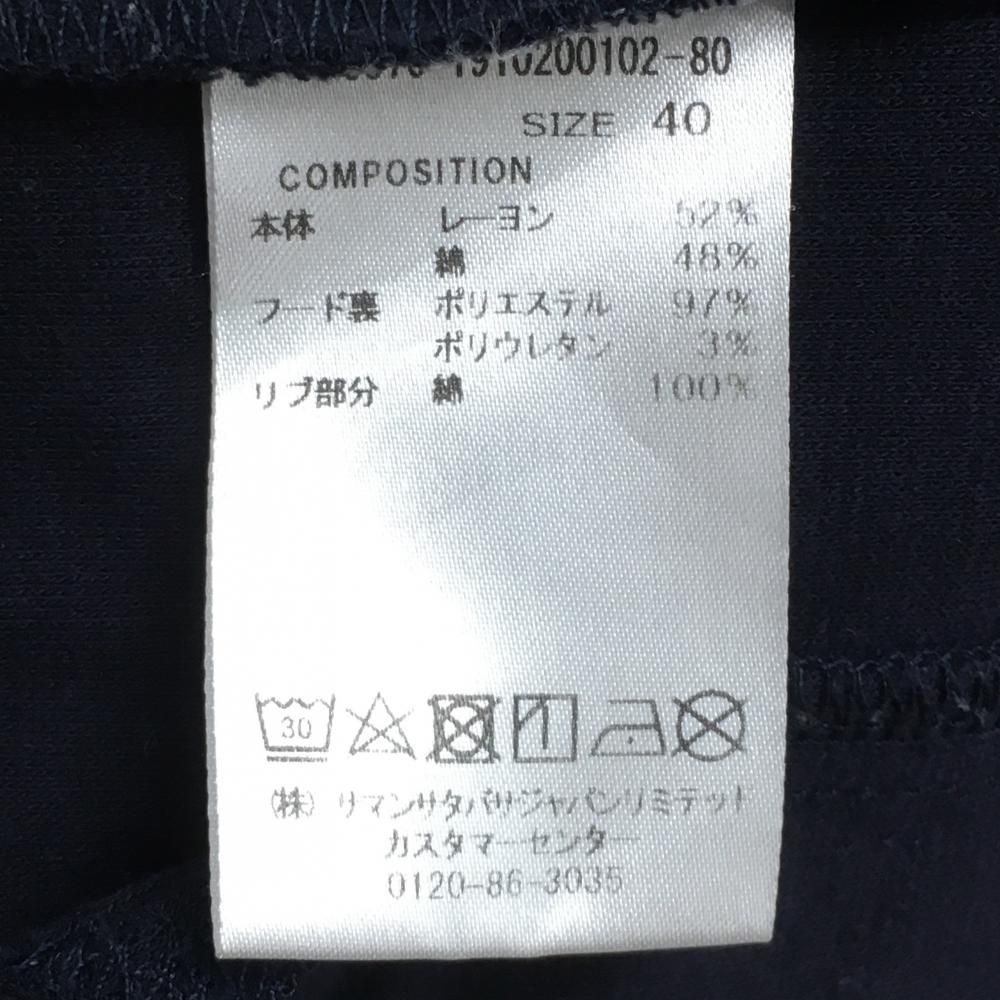 1910200102-80
SIZE 40
COMPOSITION
本体 レーヨン 52%
綿 48%
フード裏 ポリエステル 97%
ポリウレタン 3%
リブ部分 綿 100%
30
(株) サマンサタバサジャパンリミテッド
カスタマーセンター
0120-86-3035